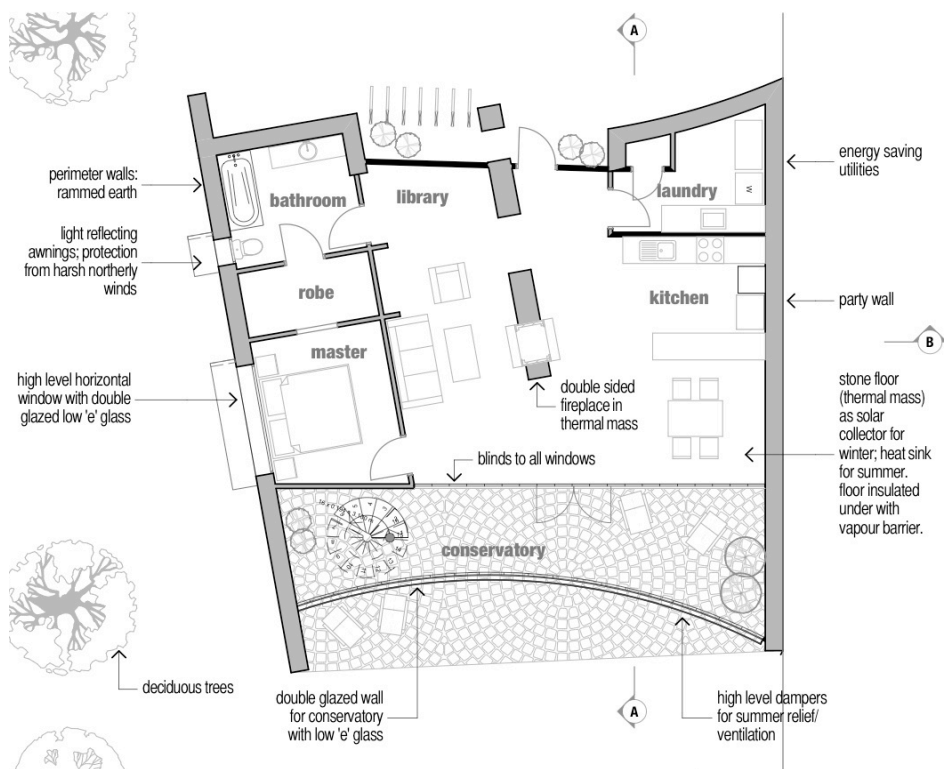 A
perimeter walls:
rammed earth
light reflecting
awnings; protection
from harsh northerly
winds
high level horizontal
window with double
glazed low 'e' glass
bathroom
library
laundry
W
robe
kitchen
master
energy saving
utilities
party wall
B
double sided
fireplace in
thermal mass
stone floor
(thermal mass)
as solar
collector for
winter; heat sink
for summer.
floor insulated
under with
vapour barrier.
blinds to all windows
conservatory
deciduous trees
double glazed wall
for conservatory
with low 'e' glass
A
high level dampers
for summer relief/
ventilation